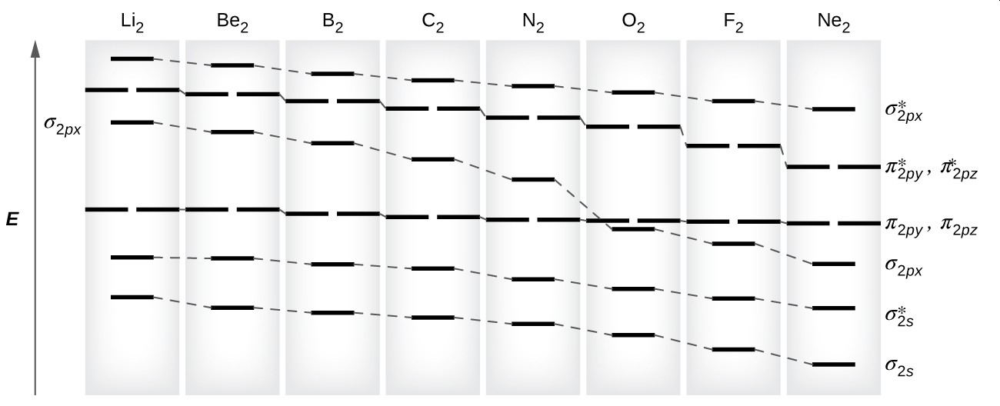 Li₂ Be₂ B₂ C₂ N₂ O₂ F₂ Ne₂
σ*₂ₚₓ
σ₂ₚₓ
π*₂py , π*₂pz
E
π₂py , π₂pz
σ₂ₚₓ
σ*₂ₛ
σ₂ₛ